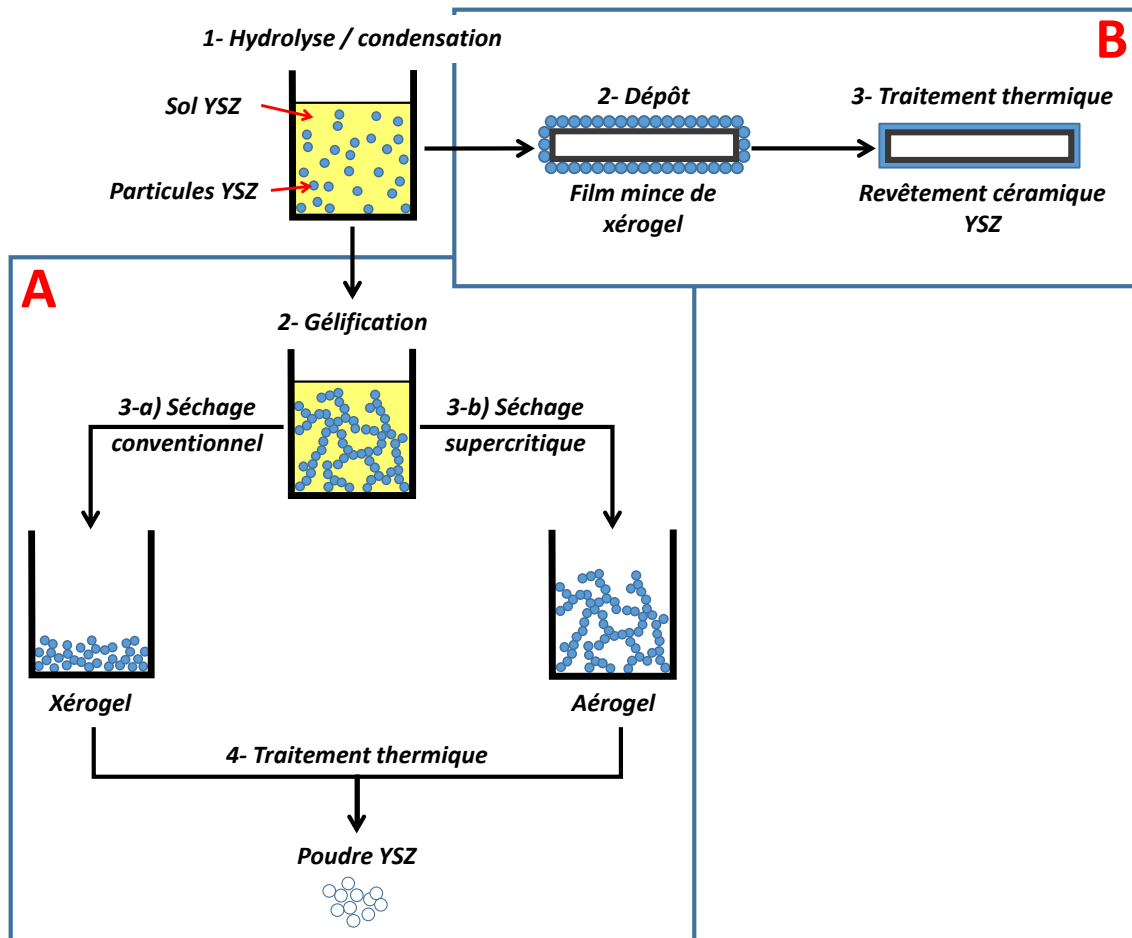 1- Hydrolyse / condensation
B
Sol YSZ
Particules YSZ
2- Dépôt
3- Traitement thermique
Film mince de
xérogel
Revêtement céramique
YSZ
A
2- Gélification
3-a) Séchage
conventionnel
3-b) Séchage
supercritique
Xérogel
Aérogel
4- Traitement thermique
Poudre YSZ